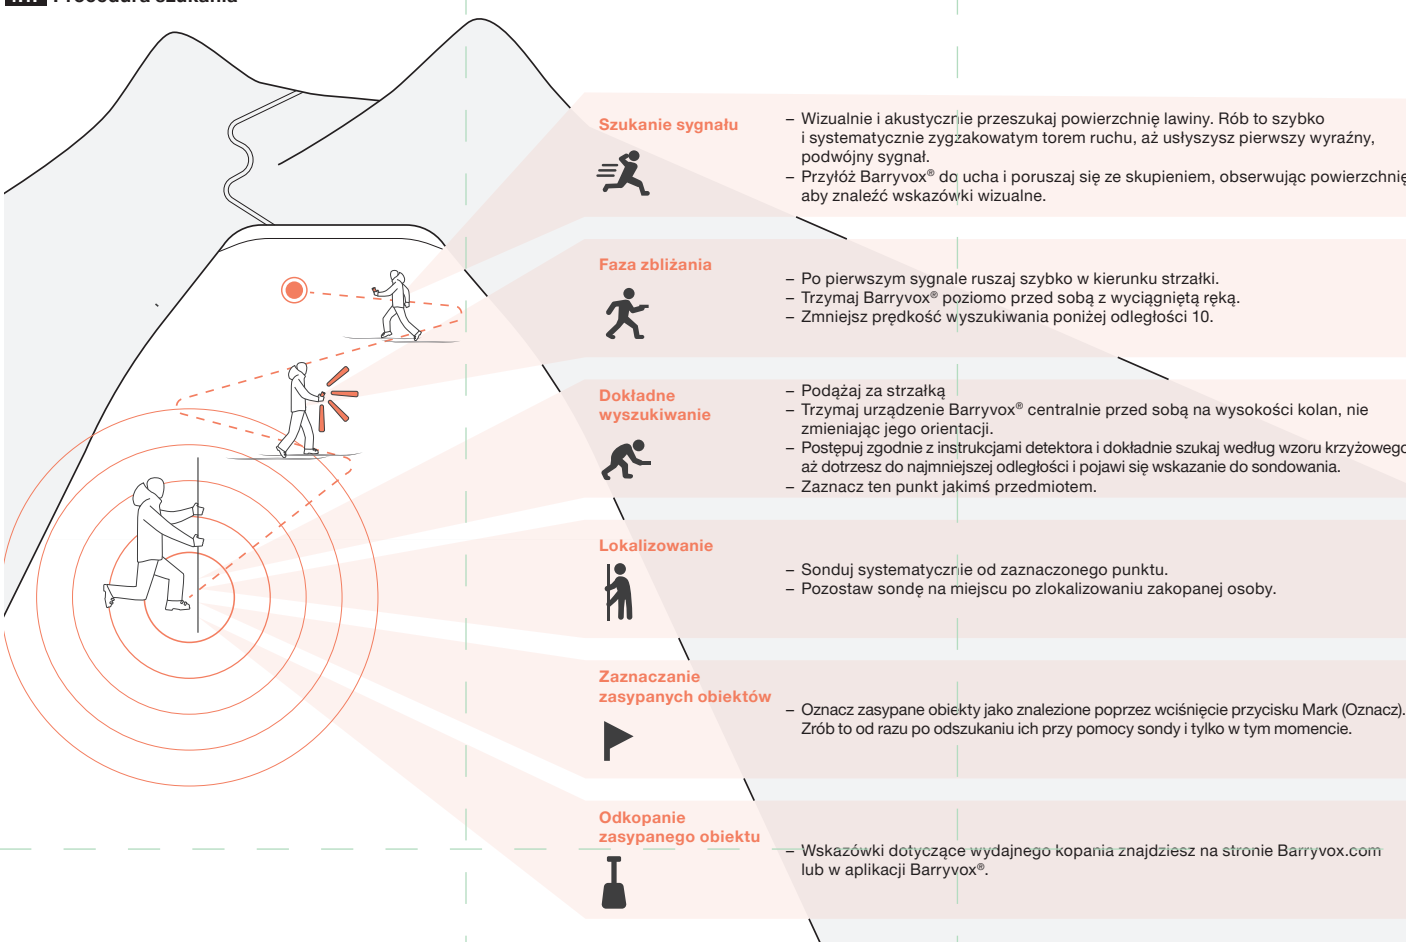 Procedura szukania
Szukanie sygnału
– Wizualnie i akustycznie przeszukaj powierzchnię lawiny. Rób to szybko
i systematycznie zygzakowatym torem ruchu, aż usłyszysz pierwszy wyraźny,
podwójny sygnał.
– Przyłóż Barryvox® do ucha i poruszaj się ze skupieniem, obserwując powierzchnię
aby znaleźć wskazówki wizualne.
Faza zbliżania
– Po pierwszym sygnale ruszaj szybko w kierunku strzałki.
– Trzymaj Barryvox® poziomo przed sobą z wyciągniętą ręką.
– Zmniejsz prędkość wyszukiwania poniżej odległości 10.
Dokładne
wyszukiwanie
– Podążaj za strzałką
– Trzymaj urządzenie Barryvox® centralnie przed sobą na wysokości kolan, nie
zmieniając jego orientacji.
– Postępuj zgodnie z instrukcjami detektora i dokładnie szukaj według wzoru krzyżowego
aż dotrzesz do najmniejszej odległości i pojawi się wskazanie do sondowania.
– Zaznacz ten punkt jakimś przedmiotem.
Lokalizowanie
– Sonduj systematycznie od zaznaczonego punktu.
– Pozostaw sondę na miejscu po zlokalizowaniu zakopanej osoby.
Zaznaczanie
zasypanych obiektów
– Oznacz zasypane obiekty jako znalezione poprzez wciśnięcie przycisku Mark (Oznacz).
Zrób to od razu po odszukaniu ich przy pomocy sondy i tylko w tym momencie.
Odkopanie
zasypanego obiektu
– Wskazówki dotyczące wydajnego kopania znajdziesz na stronie Barryvox.com
lub w aplikacji Barryvox®.